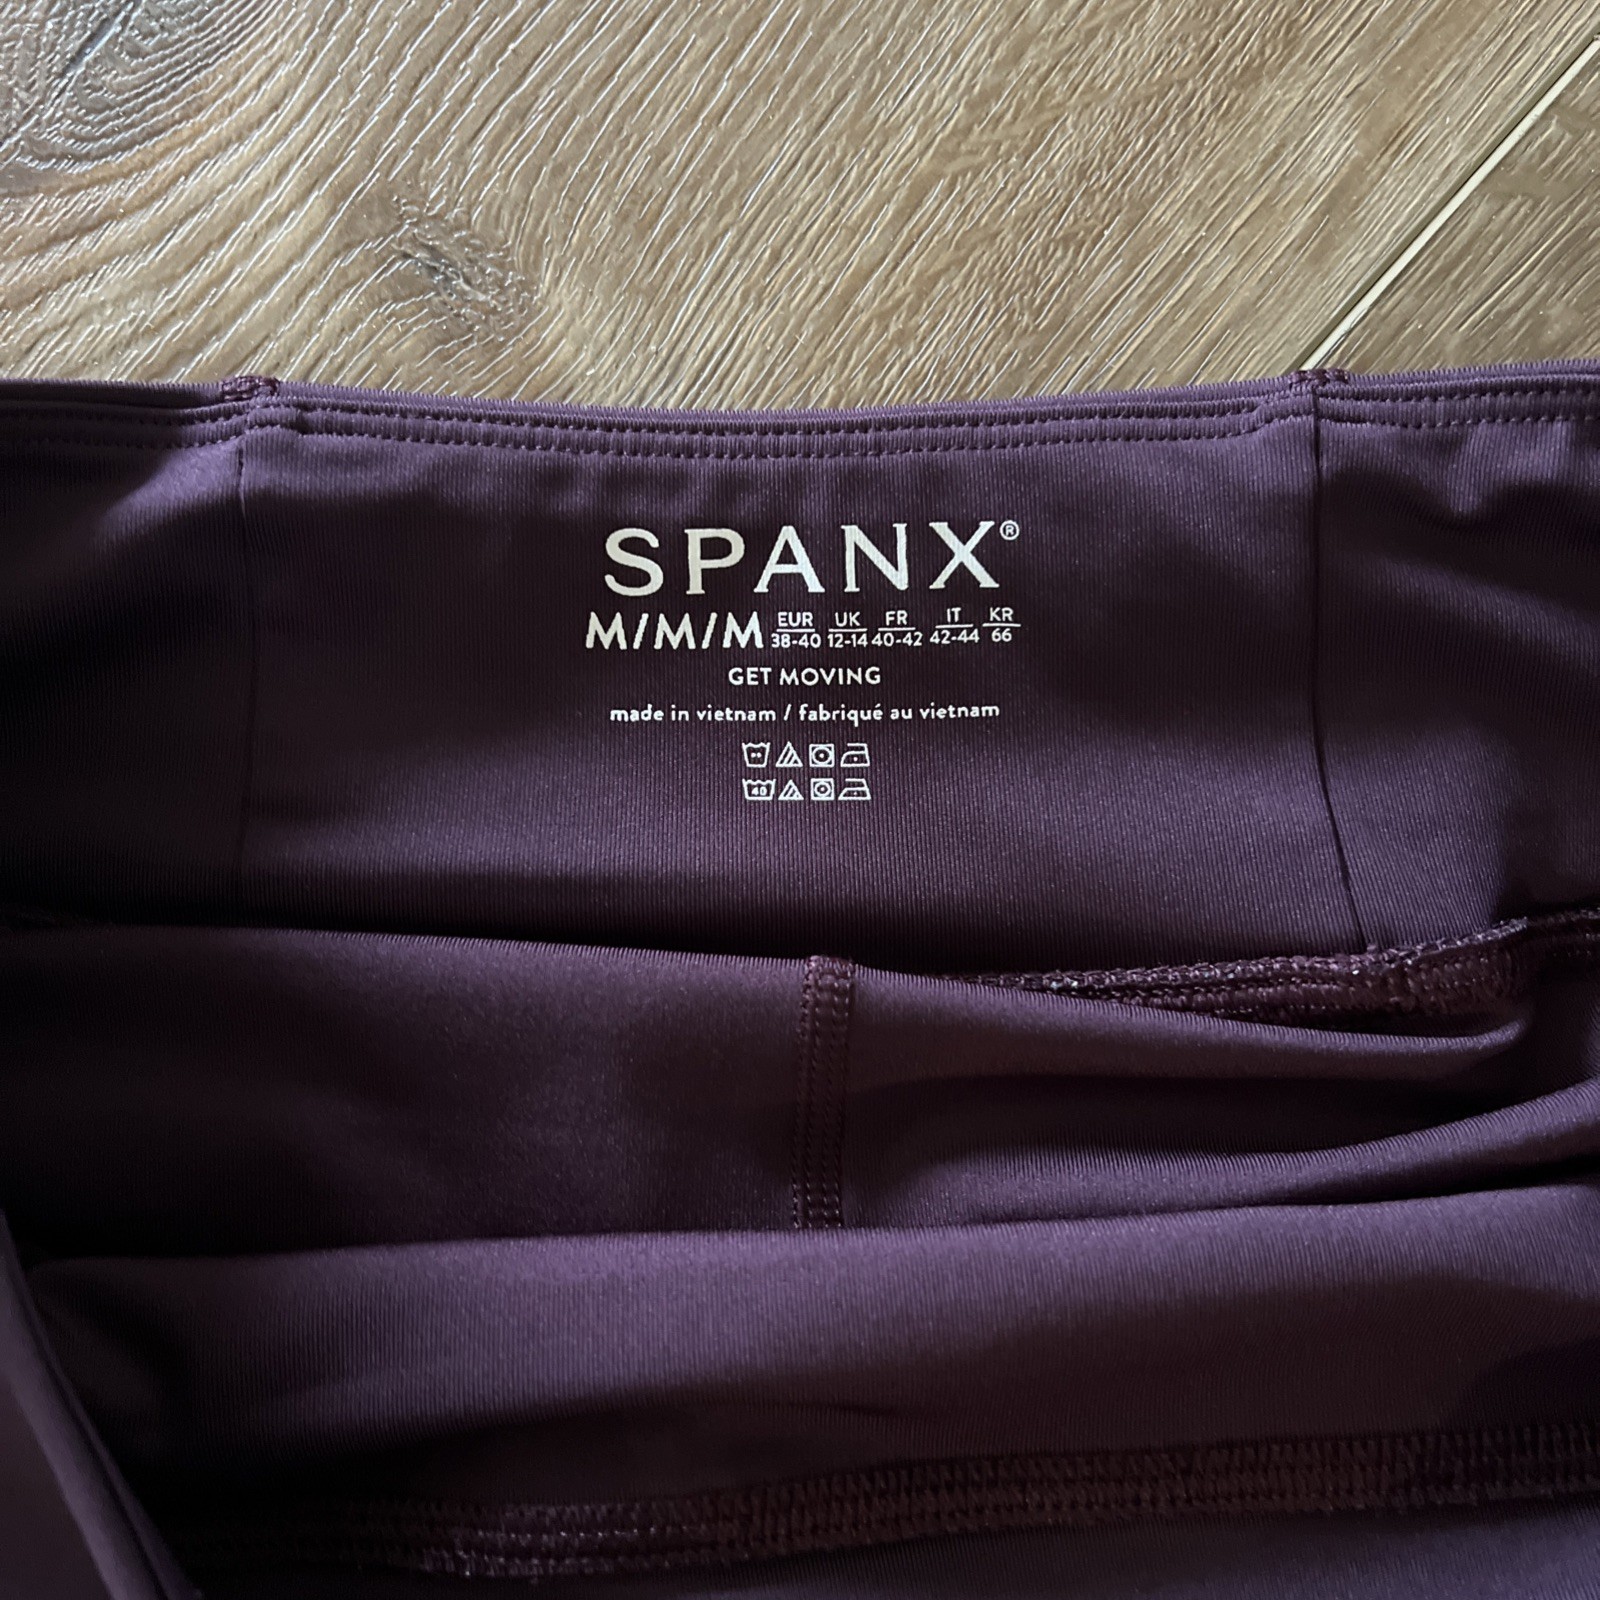 SPANX®
M/M/M EUR 38-40 UK 12-14 FR 40-42 IT 42-44 KR 66
GET MOVING
made in vietnam / fabriqué au vietnam
40